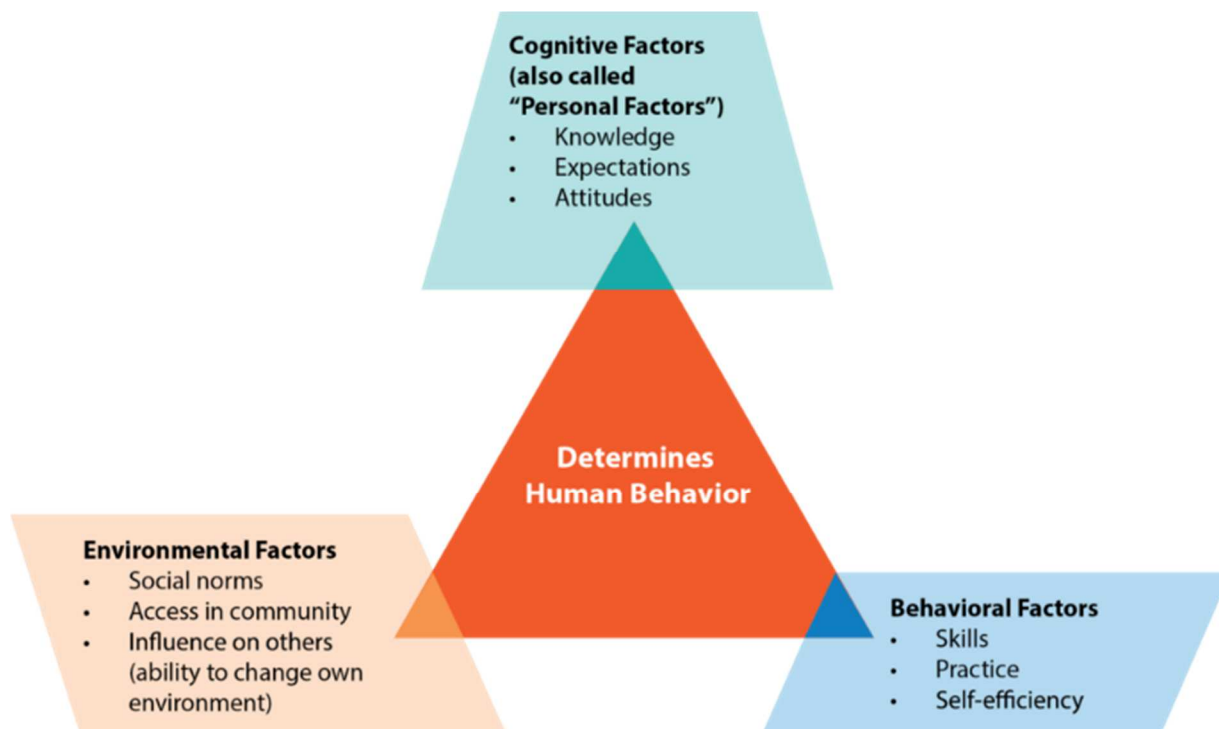 Cognitive Factors
(also called
“Personal Factors”)
• Knowledge
• Expectations
• Attitudes
Determines
Human Behavior
Environmental Factors
• Social norms
• Access in community
• Influence on others
(ability to change own
environment)
Behavioral Factors
• Skills
• Practice
• Self-efficiency